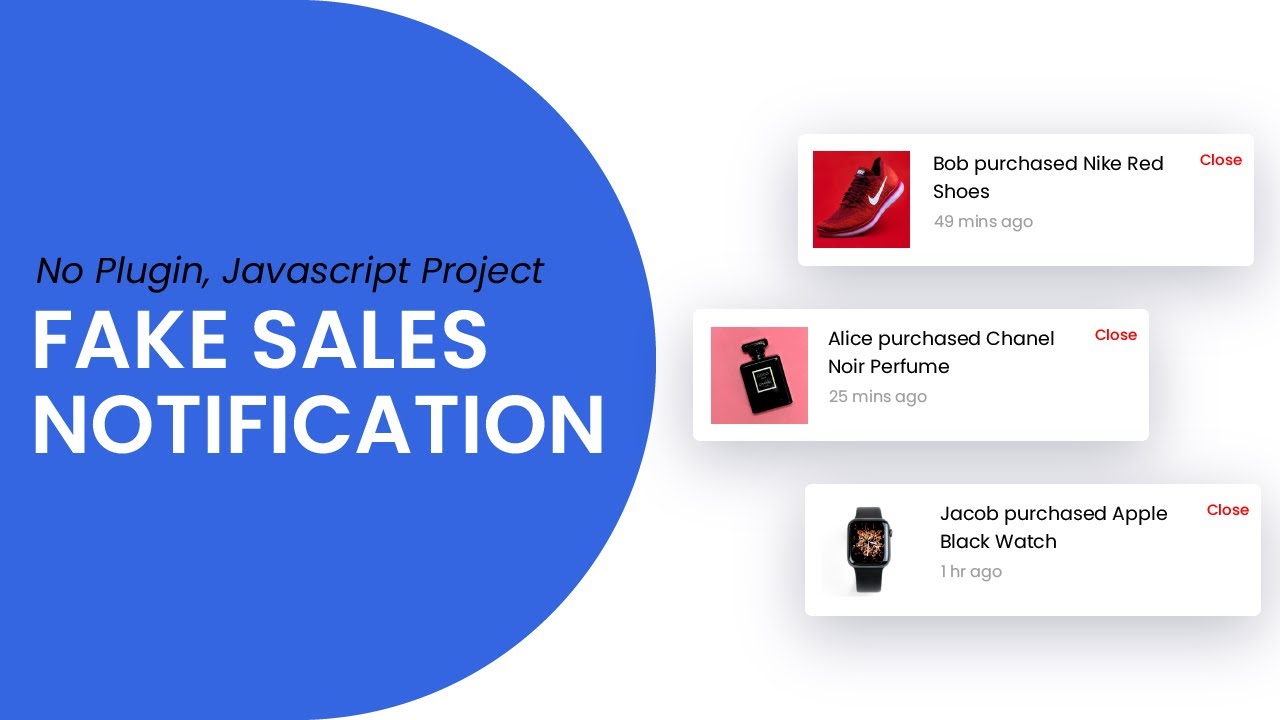 No Plugin, Javascript Project
FAKE SALES
NOTIFICATION
Bob purchased Nike Red
Shoes
49 mins ago
Close
Alice purchased Chanel
Noir Perfume
25 mins ago
Close
Jacob purchased Apple
Black Watch
1 hr ago
Close